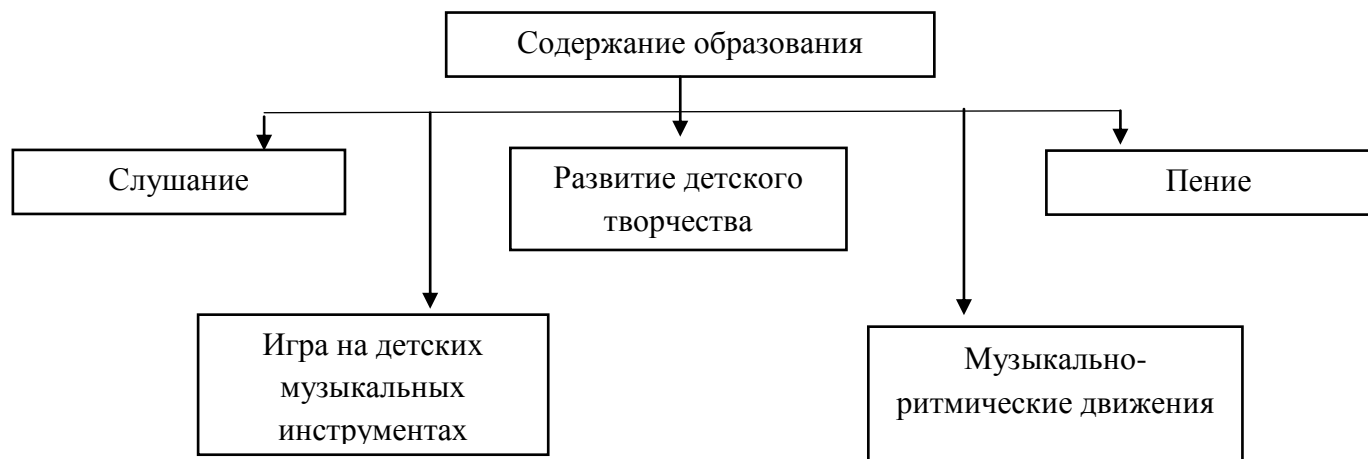 Содержание образования
Слушание
Развитие детского
творчества
Пение
Игра на детских
музыкальных
инструментах
Музыкально-
ритмические движения